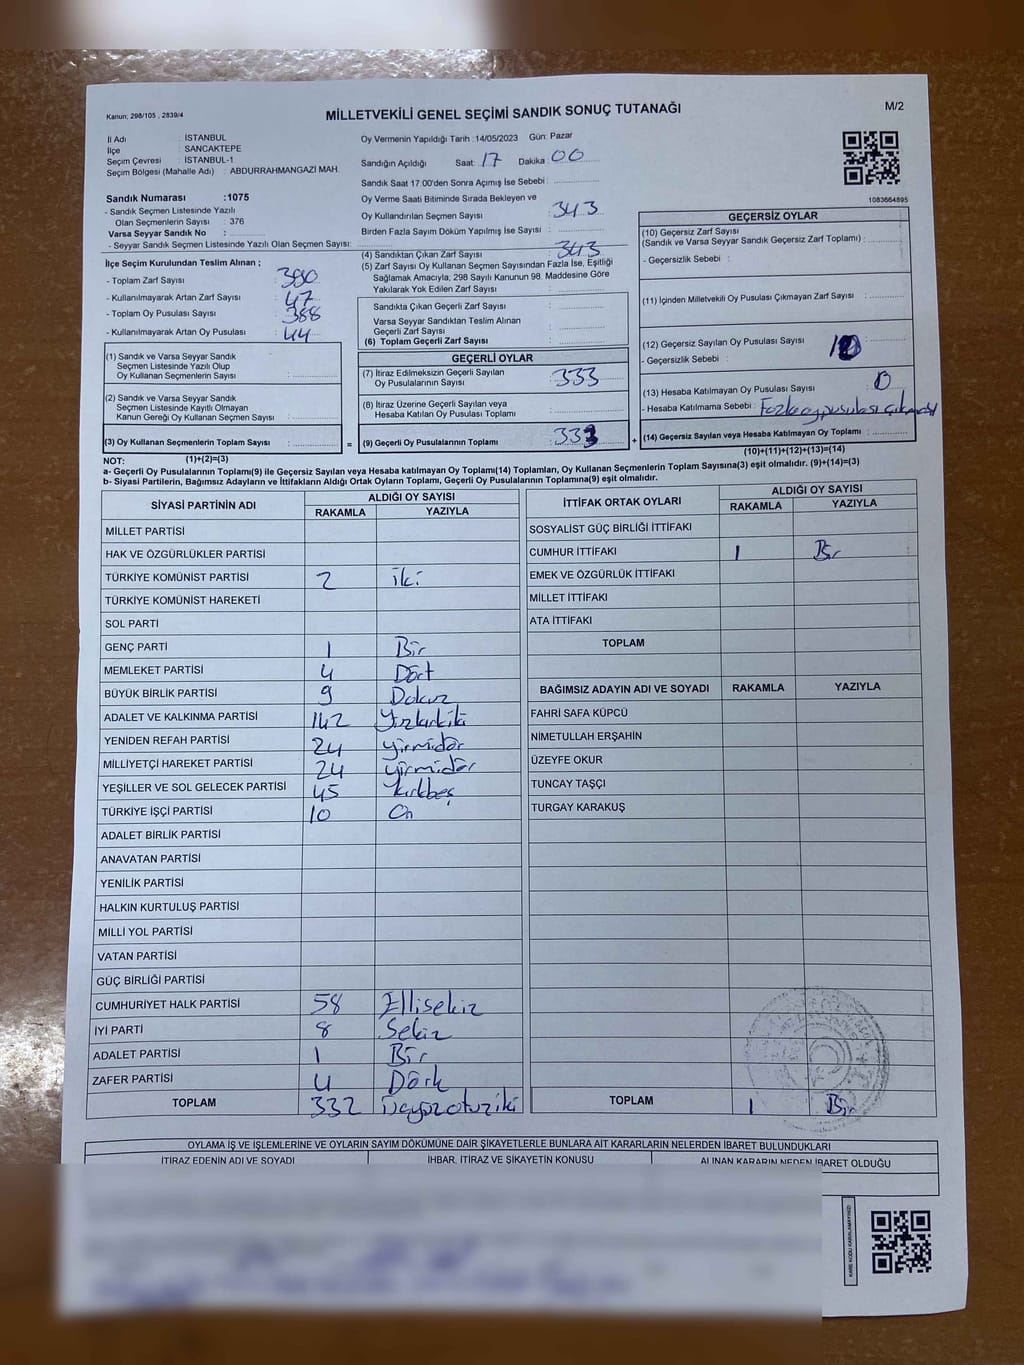 Kanun; 298/105 , 2839/4
MİLLETVEKİLİ GENEL SEÇİMİ SANDIK SONUÇ TUTANAĞI
M/2
İl Adı : İSTANBUL
İlçe : SANCAKTEPE
Seçim Çevresi : İSTANBUL-1
Seçim Bölgesi (Mahalle Adı) : ABDURRAHMANGAZİ MAH.
Sandık Numarası :1075
- Sandık Seçmen Listesinde Yazılı
Olan Seçmenlerin Sayısı : 376
Varsa Seyyar Sandık No :
- Seyyar Sandık Seçmen Listesinde Yazılı Olan Seçmen Sayısı:
Oy Vermenin Yapıldığı Tarih :14/05/2023 Gün: Pazar
Sandığın Açıldığı Saat: 17 Dakika 00
Sandık Saat 17.00'den Sonra Açımış İse Sebebi :
Oy Verme Saati Bitiminde Sırada Bekleyen ve
Oy Kullandırılan Seçmen Sayısı : 343
Birden Fazla Sayım Döküm Yapılmış İse Sayısı :
1083664895
İlçe Seçim Kurulundan Teslim Alınan ;
- Toplam Zarf Sayısı : 380
- Kullanılmayarak Artan Zarf Sayısı : 47
- Toplam Oy Pusulası Sayısı : 388
- Kullanılmayarak Artan Oy Pusulası : 44
(4) Sandıktan Çıkan Zarf Sayısı : 343
(5) Zarf Sayısı Oy Kullanan Seçmen Sayısından Fazla İse, Eşitliği
Sağlamak Amacıyla, 298 Sayılı Kanunun 98. Maddesine Göre
Yakılarak Yok Edilen Zarf Sayısı :
Sandıkta Çıkan Geçerli Zarf Sayısı :
Varsa Seyyar Sandıktan Teslim Alınan
Geçerli Zarf Sayısı :
(6) Toplam Geçerli Zarf Sayısı :
GEÇERSİZ OYLAR
(10) Geçersiz Zarf Sayısı
(Sandık ve Varsa Seyyar Sandık Geçersiz Zarf Toplamı) :
- Geçersizlik Sebebi :
(11) İçinden Milletvekili Oy Pusulası Çıkmayan Zarf Sayısı :
(12) Geçersiz Sayılan Oy Pusulası Sayısı
- Geçersizlik Sebebi :
(13) Hesaba Katılmayan Oy Pusulası Sayısı : 0
- Hesaba Katılmama Sebebi : Fazla oy pusulası çıkmadı
(14) Geçersiz Sayılan veya Hesaba Katılmayan Oy Toplamı :
(10)+(11)+(12)+(13)=(14)
(1) Sandık ve Varsa Seyyar Sandık
Seçmen Listesinde Yazılı Olup
Oy Kullanan Seçmenlerin Sayısı :
(2) Sandık ve Varsa Seyyar Sandık
Seçmen Listesinde Kayıtlı Olmayan
Kanun Gereği Oy Kullanan Seçmen Sayısı :
(3) Oy Kullanan Seçmenlerin Toplam Sayısı :
(1)+(2)=(3)
GEÇERLİ OYLAR
(7) İtiraz Edilmeksizin Geçerli Sayılan
Oy Pusulalarının Sayısı : 333
(8) İtiraz Üzerine Geçerli Sayılan veya
Hesaba Katılan Oy Pusulası Toplamı :
= (9) Geçerli Oy Pusulalarının Toplamı : 333 +
NOT:
a- Geçerli Oy Pusulalarının Toplamı(9) ile Geçersiz Sayılan veya Hesaba katılmayan Oy Toplamı(14) Toplamları, Oy Kullanan Seçmenlerin Toplam Sayısına(3) eşit olmalıdır. (9)+(14)=(3)
b- Siyasi Partilerin, Bağımsız Adayların ve İttifakların Aldığı Ortak Oyların Toplamı, Geçerli Oy Pusulalarının Toplamına(9) eşit olmalıdır.
SİYASİ PARTİNİN ADI ALDIĞI OY SAYISI
RAKAMLA YAZIYLA
MİLLET PARTİSİ
HAK VE ÖZGÜRLÜKLER PARTİSİ
TÜRKİYE KOMÜNİST PARTİSİ 2 iki
TÜRKİYE KOMÜNİST HAREKETİ
SOL PARTİ
GENÇ PARTİ 1 Bir
MEMLEKET PARTİSİ 4 Dört
BÜYÜK BİRLİK PARTİSİ 9 Dokuz
ADALET VE KALKINMA PARTİSİ 142 Yüzkırkiki
YENİDEN REFAH PARTİSİ 24 yirmidör
MİLLİYETÇİ HAREKET PARTİSİ 24 yirmidör
YEŞİLLER VE SOL GELECEK PARTİSİ 45 kırkbeş
TÜRKİYE İŞÇİ PARTİSİ 10 On
ADALET BİRLİK PARTİSİ
ANAVATAN PARTİSİ
YENİLİK PARTİSİ
HALKIN KURTULUŞ PARTİSİ
MİLLİ YOL PARTİSİ
VATAN PARTİSİ
GÜÇ BİRLİĞİ PARTİSİ
CUMHURİYET HALK PARTİSİ 58 Ellisekiz
İYİ PARTİ 8 Sekiz
ADALET PARTİSİ 1 Bir
ZAFER PARTİSİ 4 Dörk
TOPLAM 332 Üçyüzotuziki
İTTİFAK ORTAK OYLARI ALDIĞI OY SAYISI
RAKAMLA YAZIYLA
SOSYALİST GÜÇ BİRLİĞİ İTTİFAKI
CUMHUR İTTİFAKI 1 Bir
EMEK VE ÖZGÜRLÜK İTTİFAKI
MİLLET İTTİFAKI
ATA İTTİFAKI
TOPLAM
BAĞIMSIZ ADAYIN ADI VE SOYADI RAKAMLA YAZIYLA
FAHRİ SAFA KÜPCÜ
NİMETULLAH ERŞAHİN
ÜZEYFE OKUR
TUNCAY TAŞÇI
TURGAY KARAKUŞ
TOPLAM 1 Bir
OYLAMA İŞ VE İŞLEMLERİNE VE OYLARIN SAYIM DÖKÜMÜNE DAİR ŞİKAYETLERLE BUNLARA AİT KARARLARIN NELERDEN İBARET BULUNDUKLARI
İTİRAZ EDENİN ADI VE SOYADI İHBAR, İTİRAZ VE ŞİKAYETİN KONUSU ALINAN KARARIN NEDEN İBARET OLDUĞU
KARE KODU KARALAMAYINIZ!